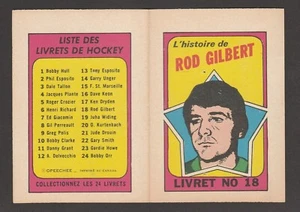 LISTE DES
LIVRETS DE HOCKEY
1 Bobby Hull
2 Phil Esposito
3 Dale Tallon
4 Jacques Plante
5 Roger Crozier
6 Henri Richard
7 Ed Giacomin
8 Gil Perreault
9 Greg Polis
10 Bobby Clarke
11 Danny Grant
12 A. Delvecchio
13 Tony Esposito
14 Garry Unger
15 F. St. Marseille
16 Dave Keon
17 Ken Dryden
18 Rod Gilbert
19 Juha Widing
20 O. Kurtenbach
21 Jude Drouin
22 Gary Smith
23 Gordie Howe
24 Bobby Orr
COLLECTIONNEZ LES 24 LIVRETS
L'histoire de
ROD GILBERT
LIVRET NO 18